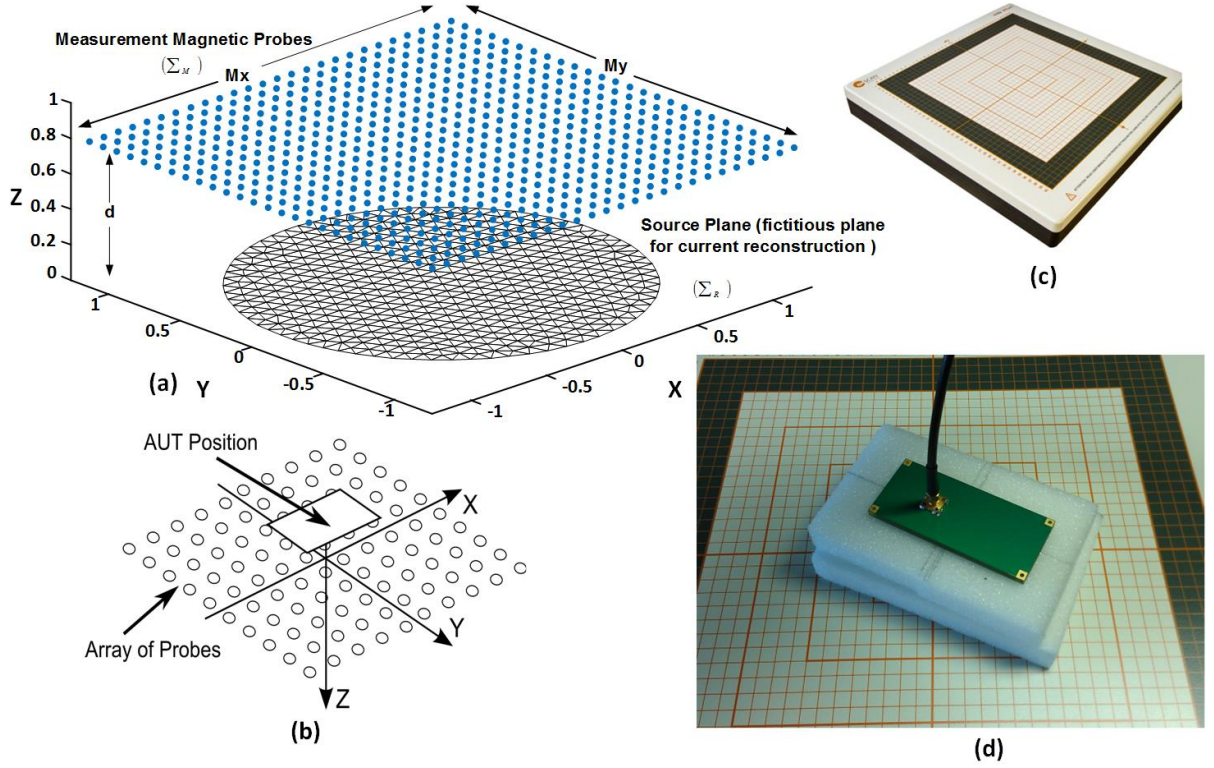 Measurement Magnetic Probes
(Σ_M)
Mx
My
1
0.8
0.6
0.4
0.2
0
Z
d
Source Plane (fictitious plane
for current reconstruction )
(Σ_R)
1
0.5
0
-0.5
-1
Y
-1
-0.5
0
0.5
1
X
(a)
(c)
AUT Position
X
Y
Z
Array of Probes
(b)
(d)